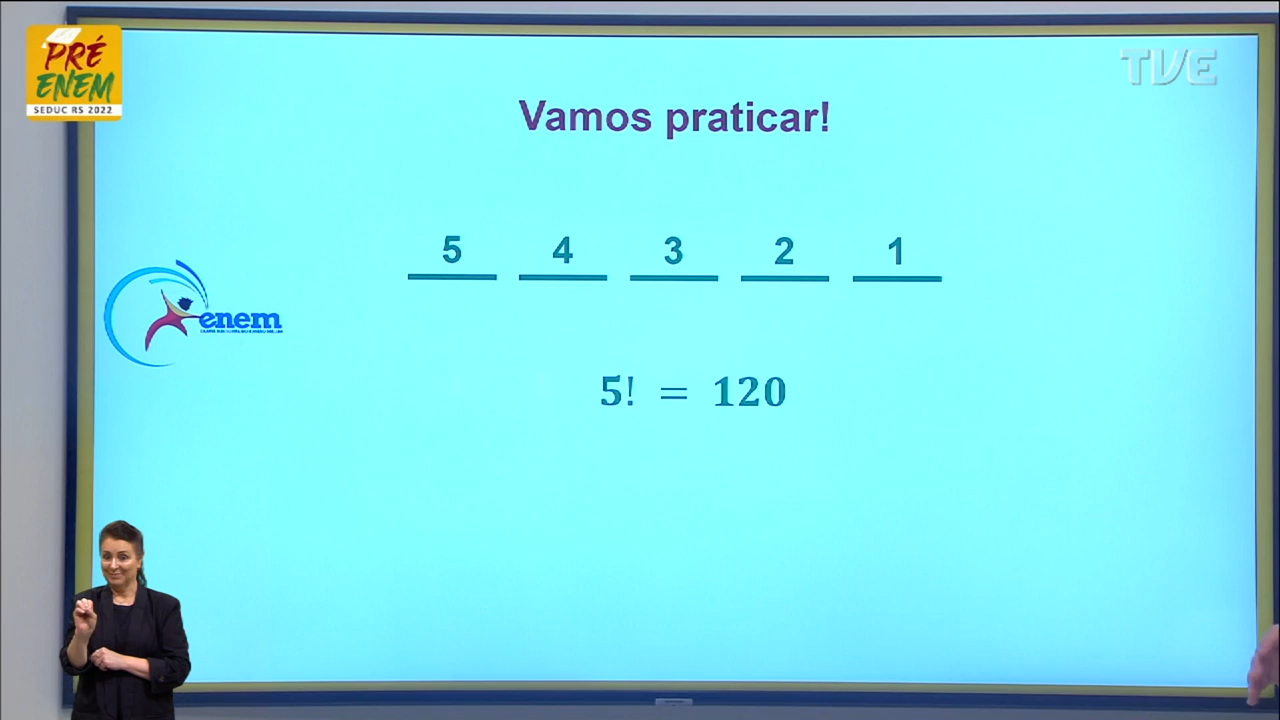 PRÉ
ENEM
SEDUC RS 2022
TVE
Vamos praticar!
5 4 3 2 1
enem
5! = 120